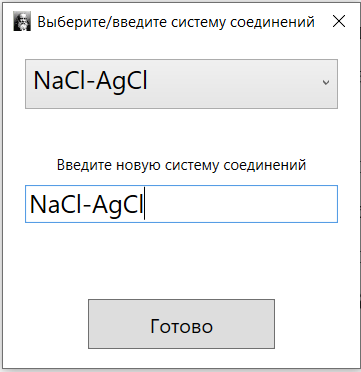 Выберите/введите систему соединений
NaCl-AgCl
Введите новую систему соединений
NaCl-AgCl
Готово